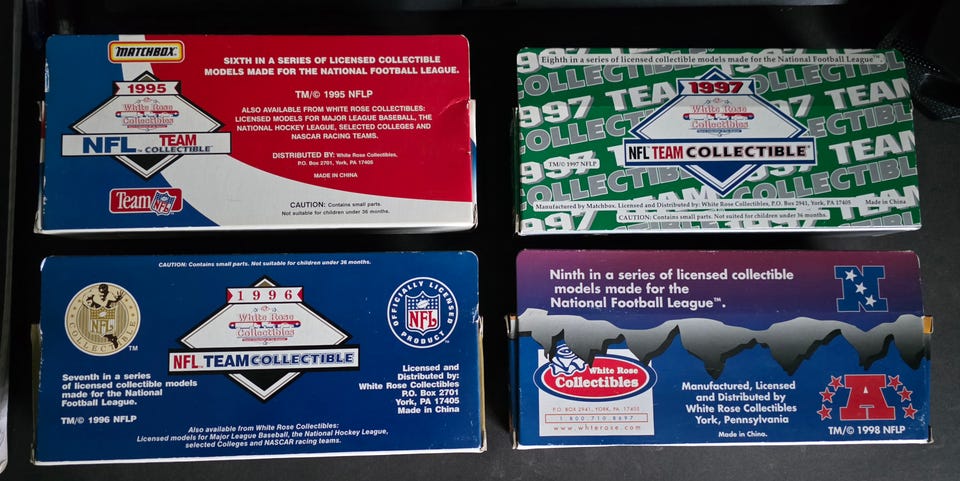 MATCHBOX
1995
White Rose
Collectibles
NFL TEAM
COLLECTIBLE
Team NFL
SIXTH IN A SERIES OF LICENSED COLLECTIBLE
MODELS MADE FOR THE NATIONAL FOOTBALL LEAGUE.
TM/© 1995 NFLP
ALSO AVAILABLE FROM WHITE ROSE COLLECTIBLES:
LICENSED MODELS FOR MAJOR LEAGUE BASEBALL, THE
NATIONAL HOCKEY LEAGUE, SELECTED COLLEGES AND
NASCAR RACING TEAMS.
DISTRIBUTED BY: White Rose Collectibles,
P.O. Box 2701, York, PA 17405
MADE IN CHINA
CAUTION: Contains small parts.
Not suitable for children under 36 months.
Eighth in a series of licensed collectible models made for the National Football League™.
1997
White Rose
Collectibles
NFL TEAM COLLECTIBLE
TM/© 1997 NFLP
Manufactured by Matchbox. Licensed and Distributed by: White Rose Collectibles, P.O. Box 2941, York, PA 17405 Made in China
CAUTION: Contains small parts. Not suited for children under 36 months.
CAUTION: Contains small parts. Not suitable for children under 36 months.
NFL
COLLECTIBLE
TM
1996
White Rose
Collectibles
NFL TEAM COLLECTIBLE
OFFICIALLY LICENSED
NFL
PRODUCT
Seventh in a series
of licensed collectible models
made for the National
Football League.
TM/© 1996 NFLP
Licensed and
Distributed by:
White Rose Collectibles
P.O. Box 2701
York, PA 17405
Made in China
Also available from White Rose Collectibles:
Licensed models for Major League Baseball, the National Hockey League,
selected Colleges and NASCAR racing teams.
Ninth in a series of licensed collectible
models made for the
National Football League™.
N
White Rose
Collectibles
P.O. BOX 2941, YORK, PA 17405
1 800 710 8697
www.whiterose.com
Manufactured, Licensed
and Distributed by
White Rose Collectibles
York, Pennsylvania
Made in China.
A
TM/© 1998 NFLP